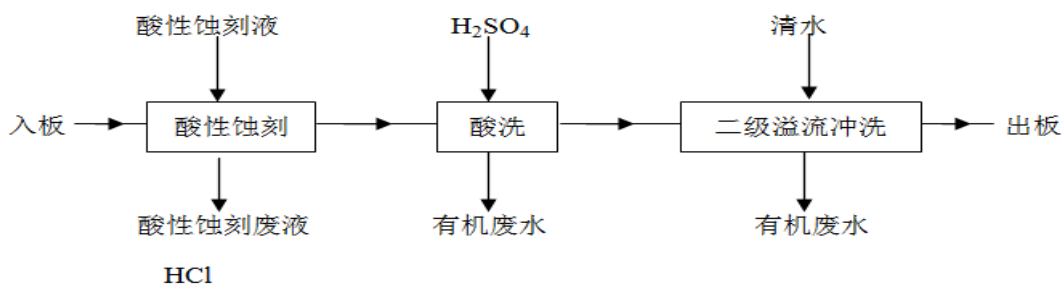 酸性蚀刻液 H₂SO₄ 清水
入板 酸性蚀刻 酸洗 二级溢流冲洗 出板
酸性蚀刻废液 有机废水 有机废水
HCl